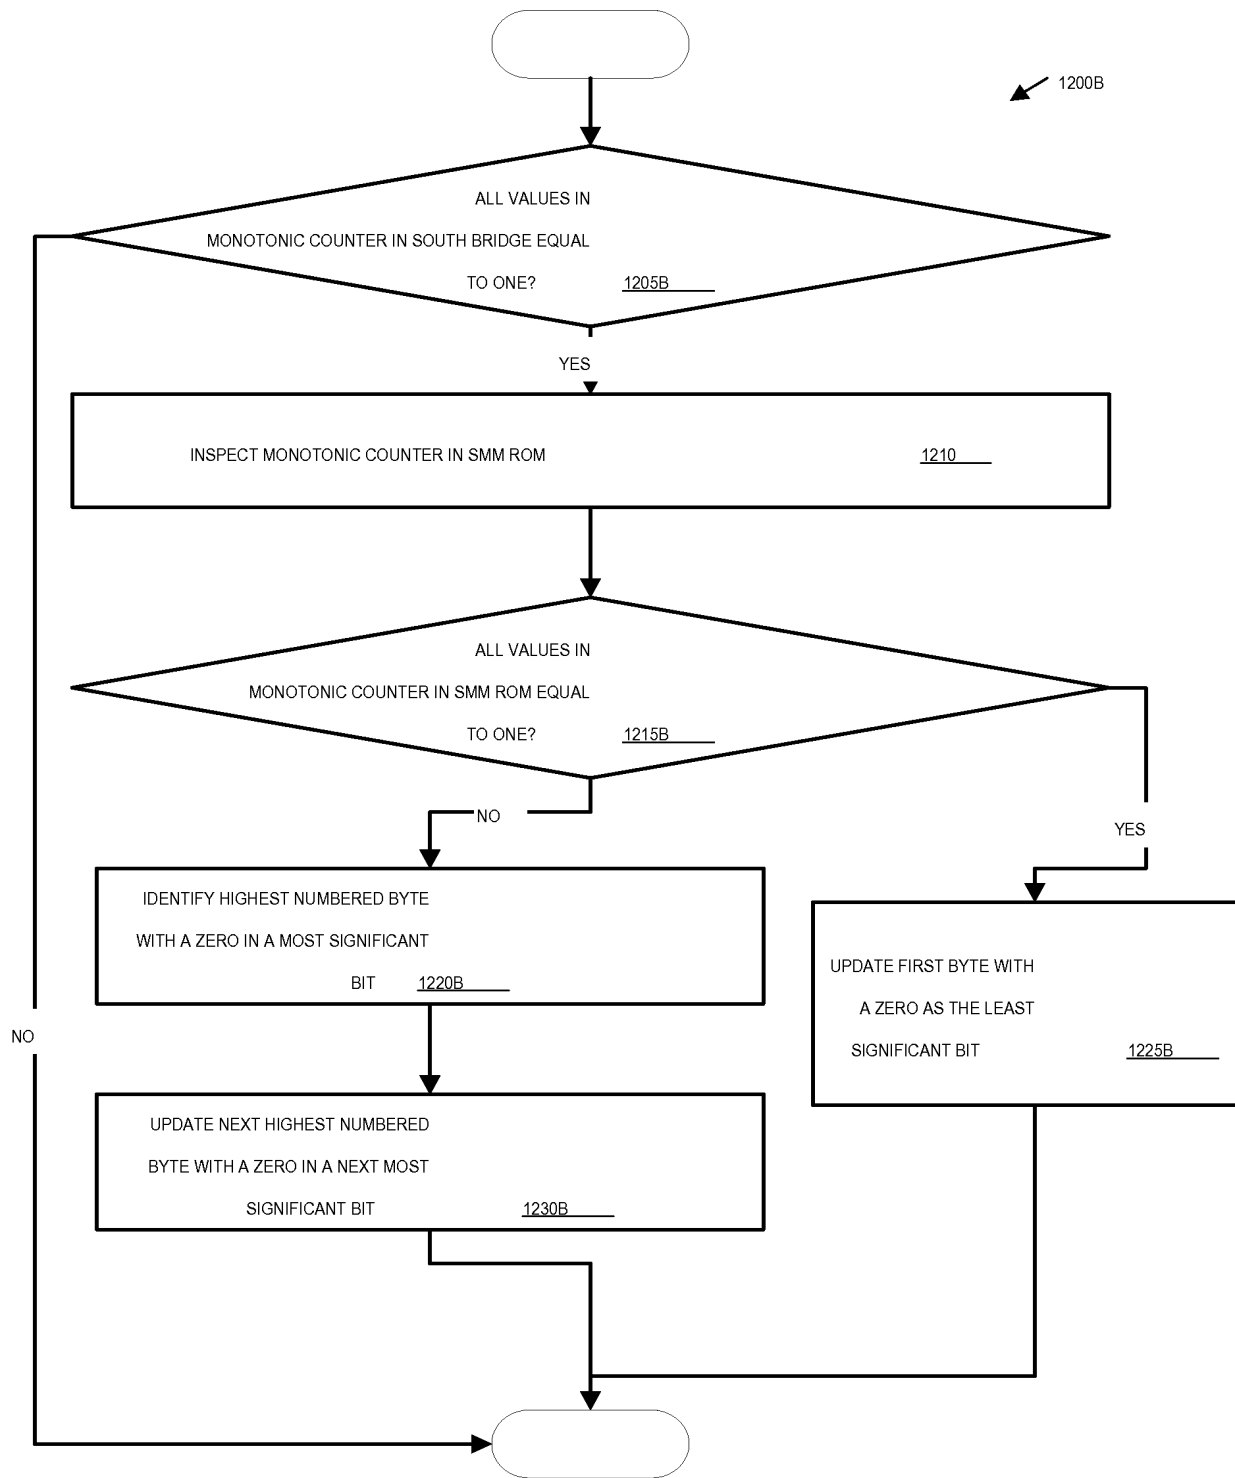 1200B
ALL VALUES IN
MONOTONIC COUNTER IN SOUTH BRIDGE EQUAL
TO ONE? 1205B
YES
INSPECT MONOTONIC COUNTER IN SMM ROM 1210
ALL VALUES IN
MONOTONIC COUNTER IN SMM ROM EQUAL
TO ONE? 1215B
NO
YES
IDENTIFY HIGHEST NUMBERED BYTE
WITH A ZERO IN A MOST SIGNIFICANT
BIT 1220B
UPDATE FIRST BYTE WITH
A ZERO AS THE LEAST
SIGNIFICANT BIT 1225B
NO
UPDATE NEXT HIGHEST NUMBERED
BYTE WITH A ZERO IN A NEXT MOST
SIGNIFICANT BIT 1230B